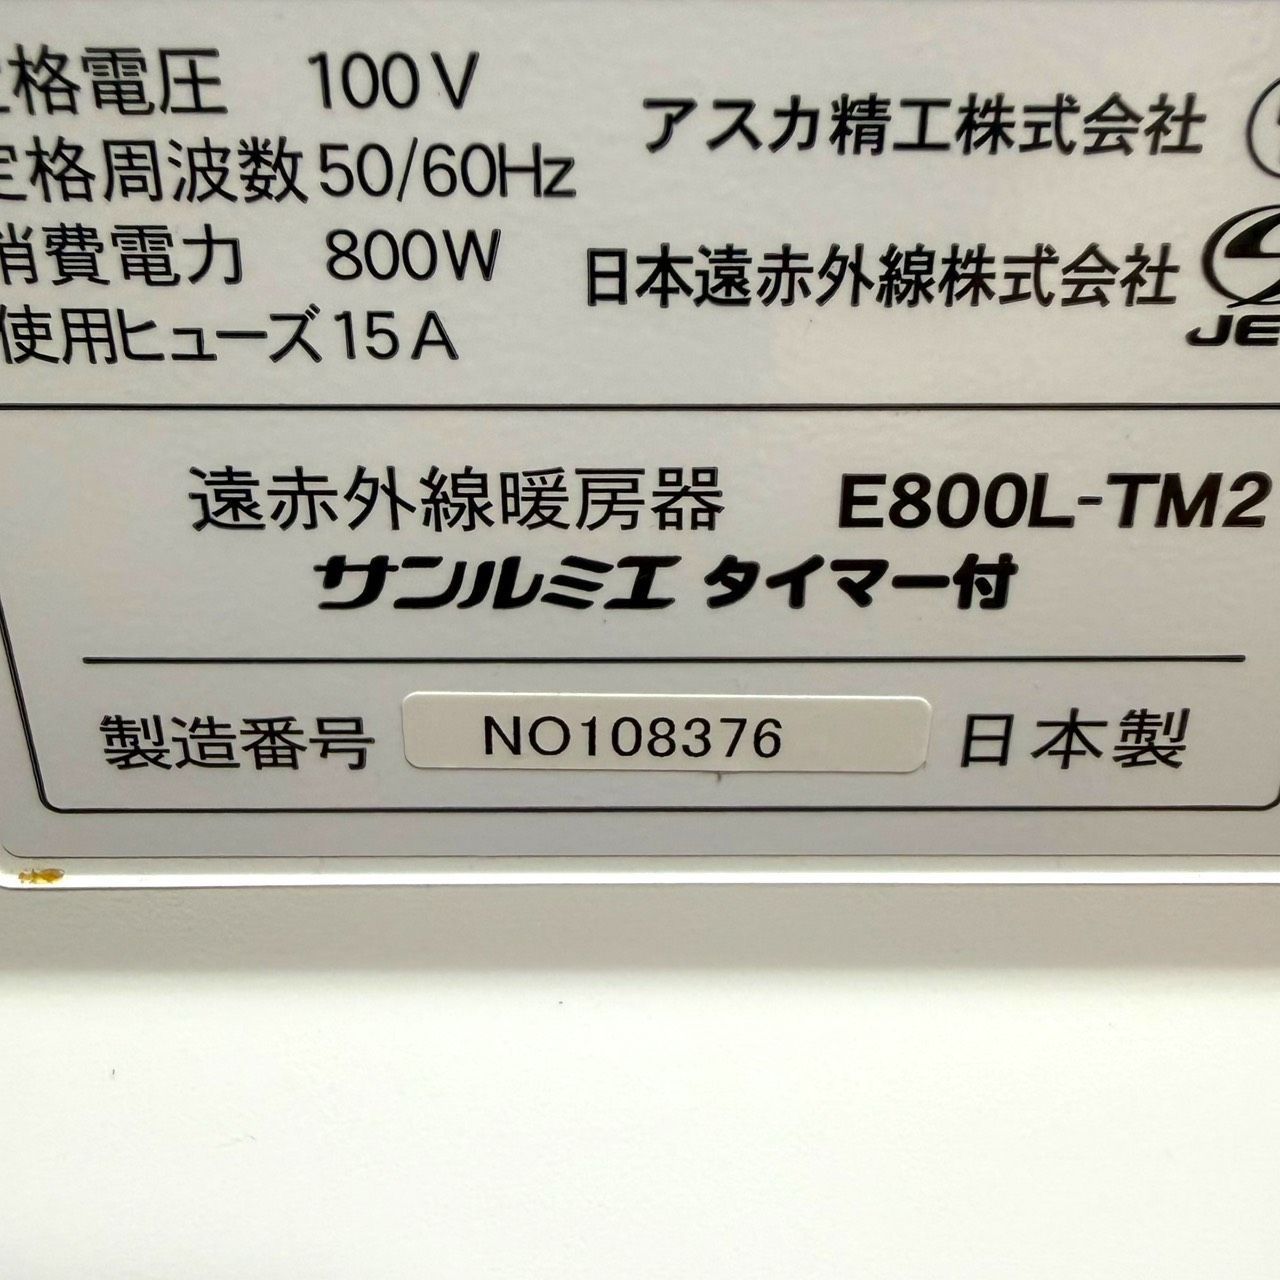 定格電圧 100V
定格周波数 50/60Hz
消費電力 800W
使用ヒューズ 15A
アスカ精工株式会社
日本遠赤外線株式会社
JE
遠赤外線暖房器 E800L-TM2
サンルミエ タイマー付
製造番号 NO108376 日本製